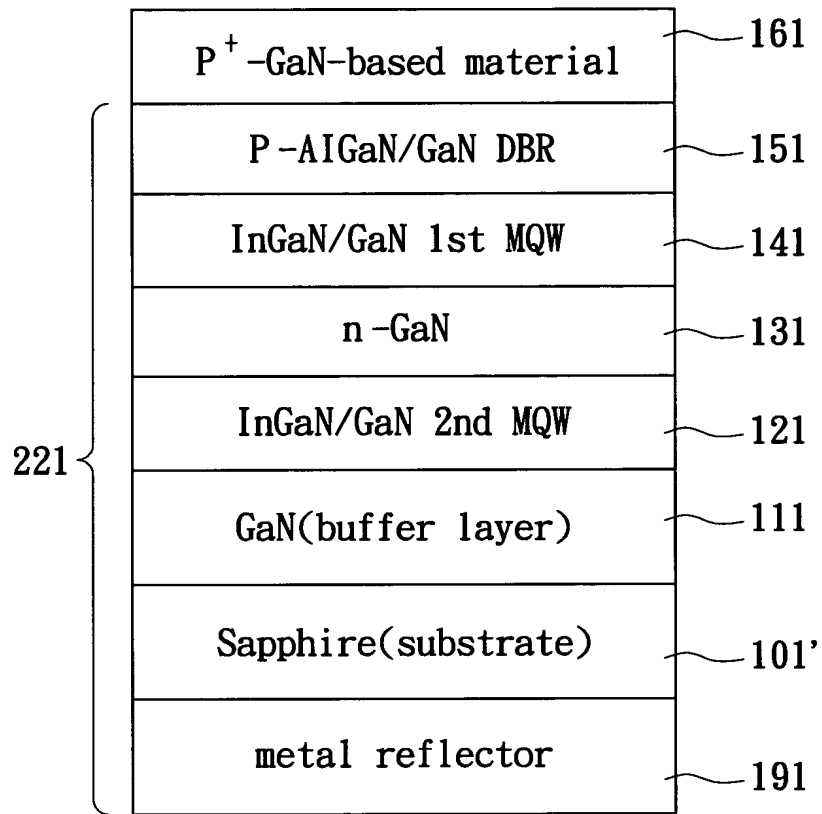 P⁺-GaN-based material 161
P-AlGaN/GaN DBR 151
InGaN/GaN 1st MQW 141
n-GaN 131
InGaN/GaN 2nd MQW 121
221
GaN(buffer layer) 111
Sapphire(substrate) 101'
metal reflector 191